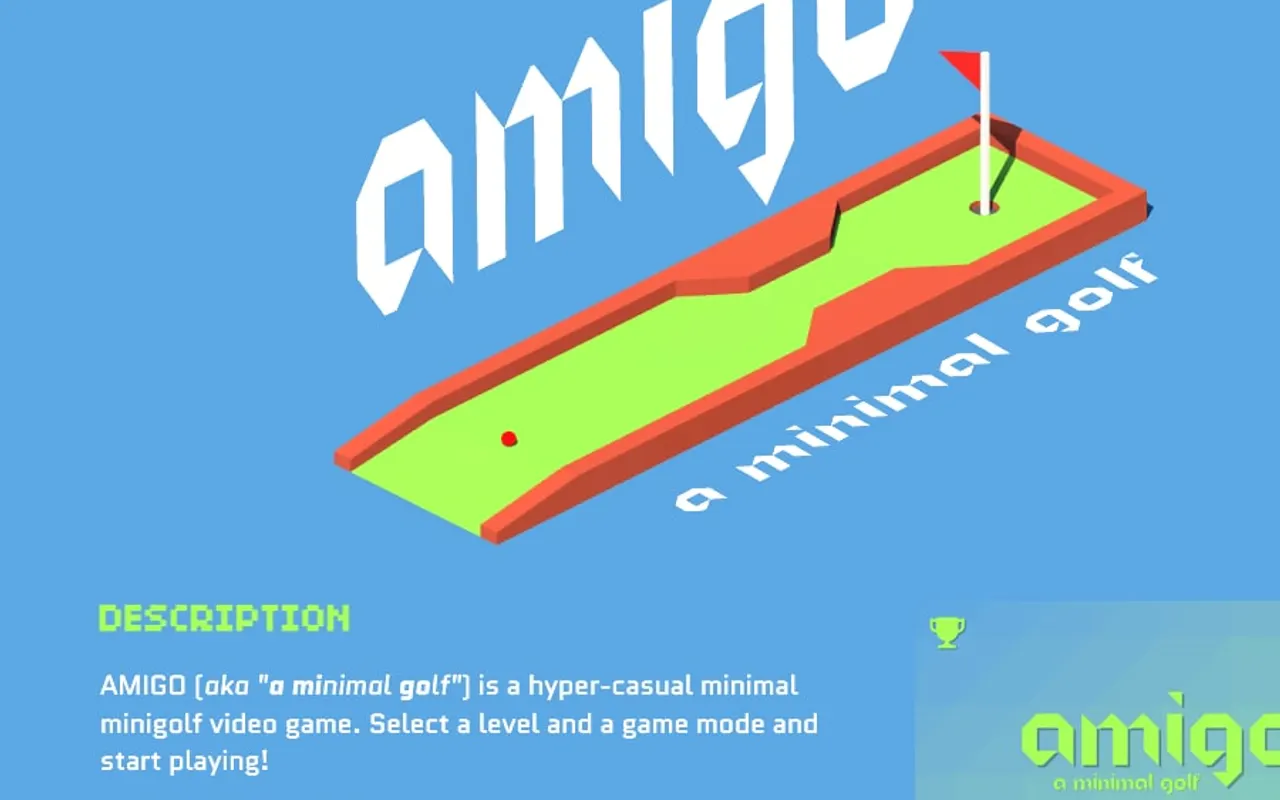 amigo
a minimal golf
DESCRIPTION
AMIGO (aka "a minimal golf") is a hyper-casual minimal
minigolf video game. Select a level and a game mode and
start playing!
amigo
a minimal golf